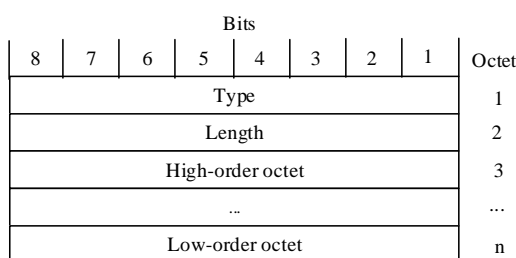 Bits
8 7 6 5 4 3 2 1 Octet
Type 1
Length 2
High-order octet 3
... ...
Low-order octet n